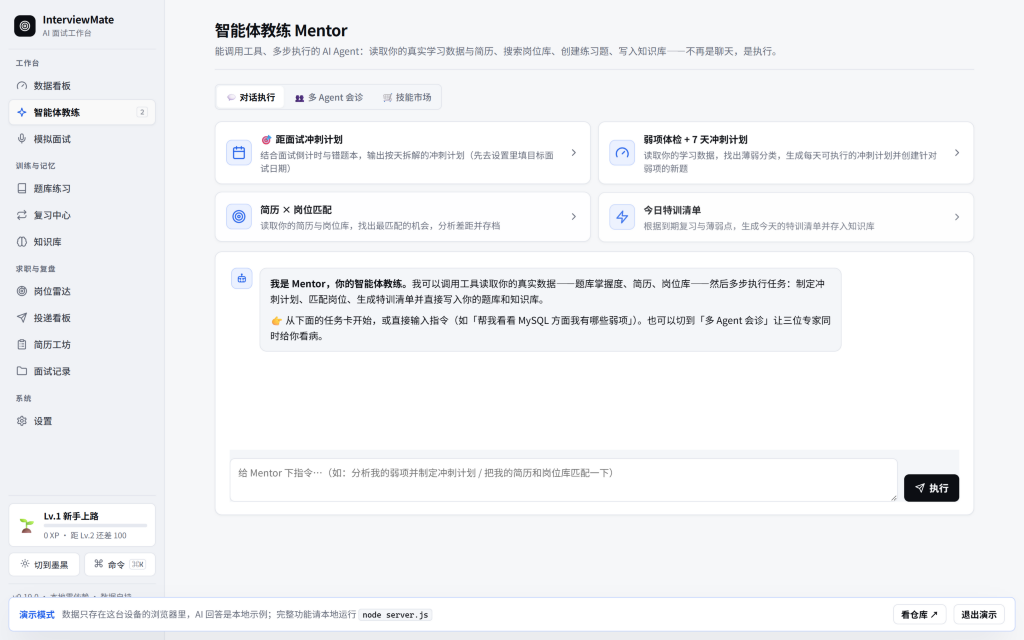 InterviewMate
AI 面试工作台
工作台
数据看板
智能体教练 2
模拟面试
训练与记忆
题库练习
复习中心
知识库
求职与复盘
岗位雷达
投递看板
简历工坊
面试记录
系统
设置
Lv.1 新手上路
0 XP · 距 Lv.2 还差 100
切到墨黑
⌘ 命令 ⌘K
智能体教练 Mentor
能调用工具、多步执行的 AI Agent：读取你的真实学习数据与简历、搜索岗位库、创建练习题、写入知识库——不再是聊天，是执行。
对话执行
多 Agent 会诊
技能市场
距面试冲刺计划
结合面试倒计时与错题本，输出按天拆解的冲刺计划（先去设置里填目标面
试日期）
弱项体检 + 7 天冲刺计划
读取你的学习数据，找出薄弱分类，生成每天可执行的冲刺计划并创建针对
弱项的新题
简历 × 岗位匹配
读取你的简历与岗位库，找出最匹配的机会，分析差距并存档
今日特训清单
根据到期复习与薄弱点，生成今天的特训清单并存入知识库
我是 Mentor，你的智能体教练。我可以调用工具读取你的真实数据——题库掌握度、简历、岗位库——然后多步执行任务：制定冲
刺计划、匹配岗位、生成特训清单并直接写入你的题库和知识库。
👉 从下面的任务卡开始，或直接输入指令（如「帮我看看 MySQL 方面我有哪些弱项」）。也可以切到「多 Agent 会诊」让三位专家同
时给你看病。
给 Mentor 下指令…（如：分析我的弱项并制定冲刺计划 / 把我的简历和岗位库匹配一下）
执行
演示模式 数据只存在这台设备的浏览器里，AI 回答是本地示例；完整功能请本地运行 node server.js
看仓库 ↗
退出演示